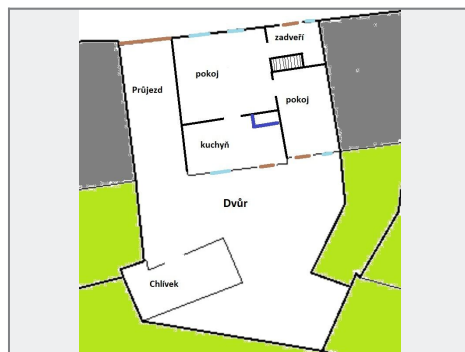 zadveří
pokoj
Průjezd
pokoj
kuchyň
Dvůr
Chlívek